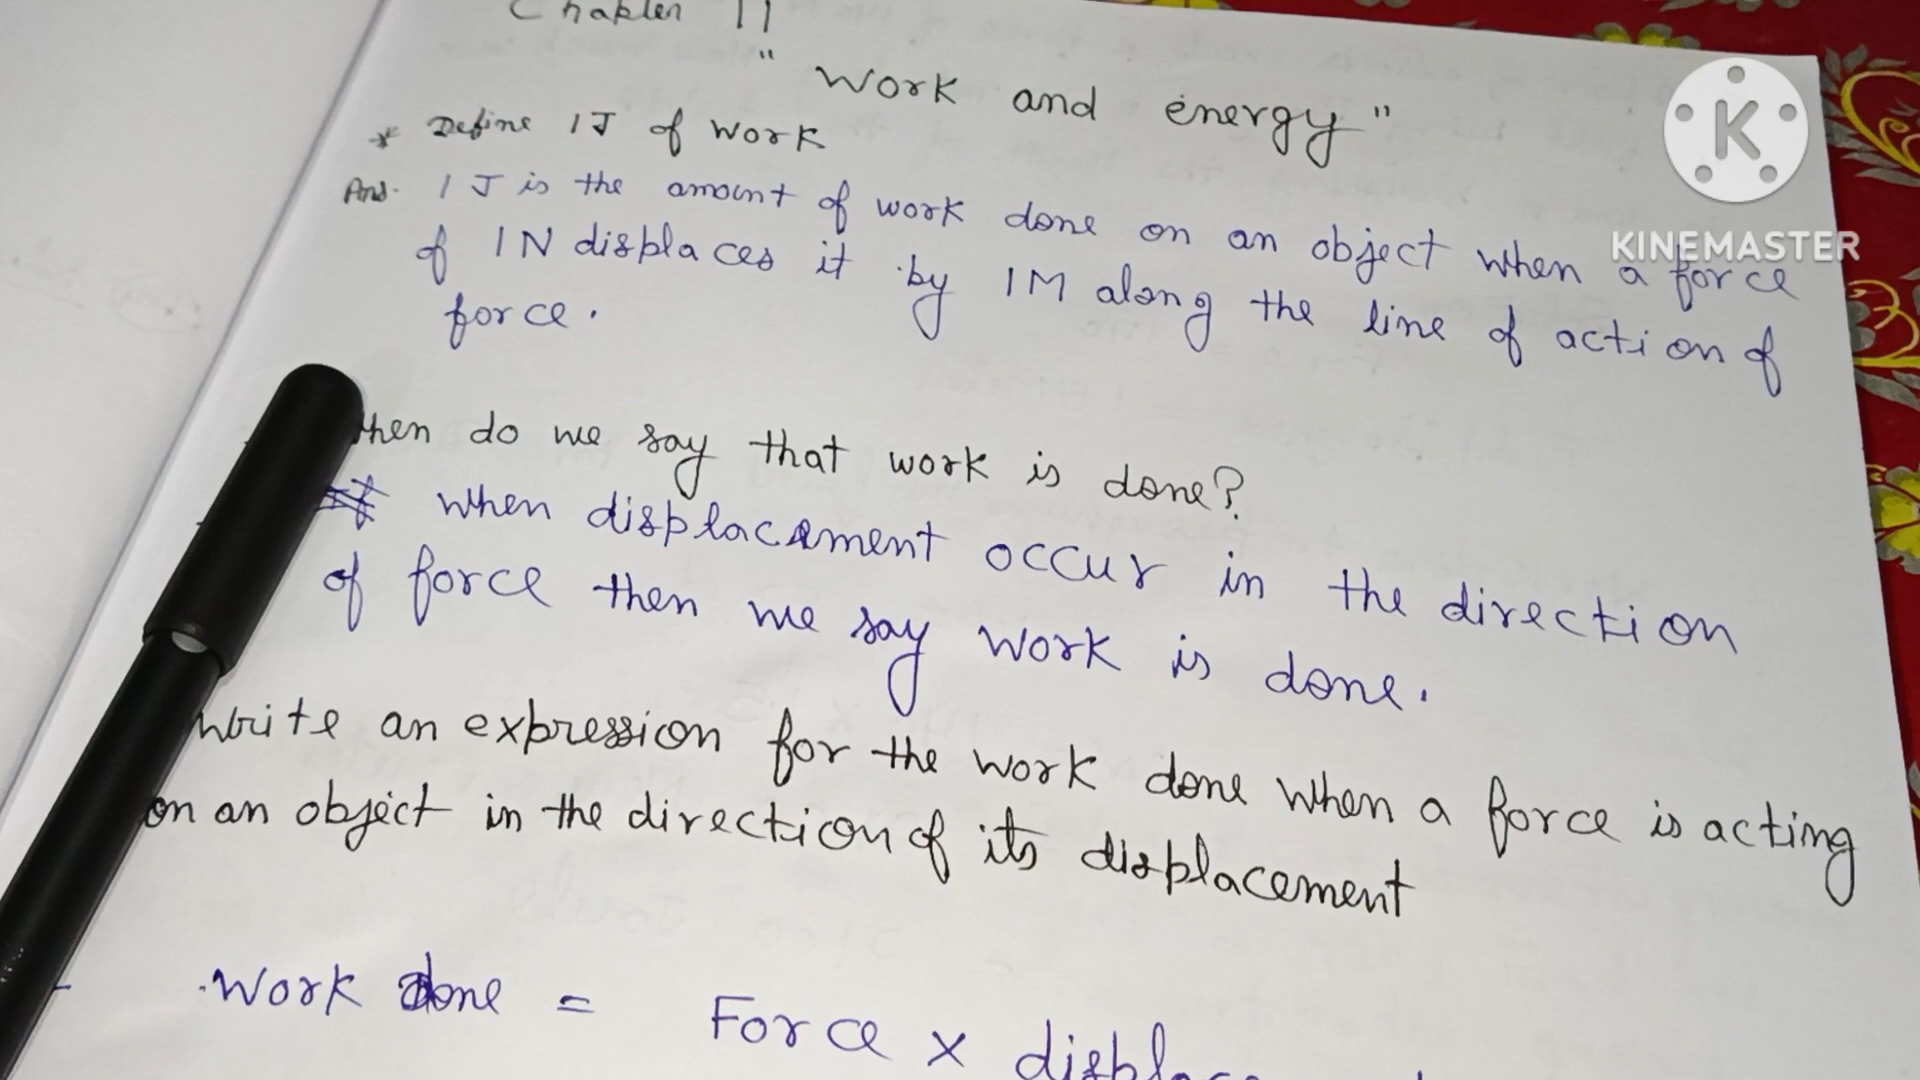 Chapter 11
"Work and energy"
* Define 1J of work
Ans. 1 J is the amount of work done on an object when a force
of 1N displaces it by 1M along the line of action of
force.
when do we say that work is done?
when displacement occur in the direction
of force then we say work is done.
write an expression for the work done when a force is acting
on an object in the direction of its displacement
Work done = Force ×
K
KINEMASTER